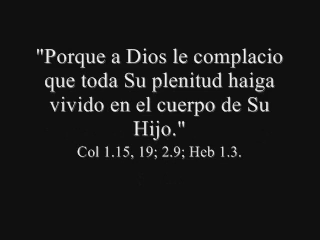 "Porque a Dios le complacio
que toda Su plenitud haiga
vivido en el cuerpo de Su
Hijo."
Col 1.15, 19; 2.9; Heb 1.3.